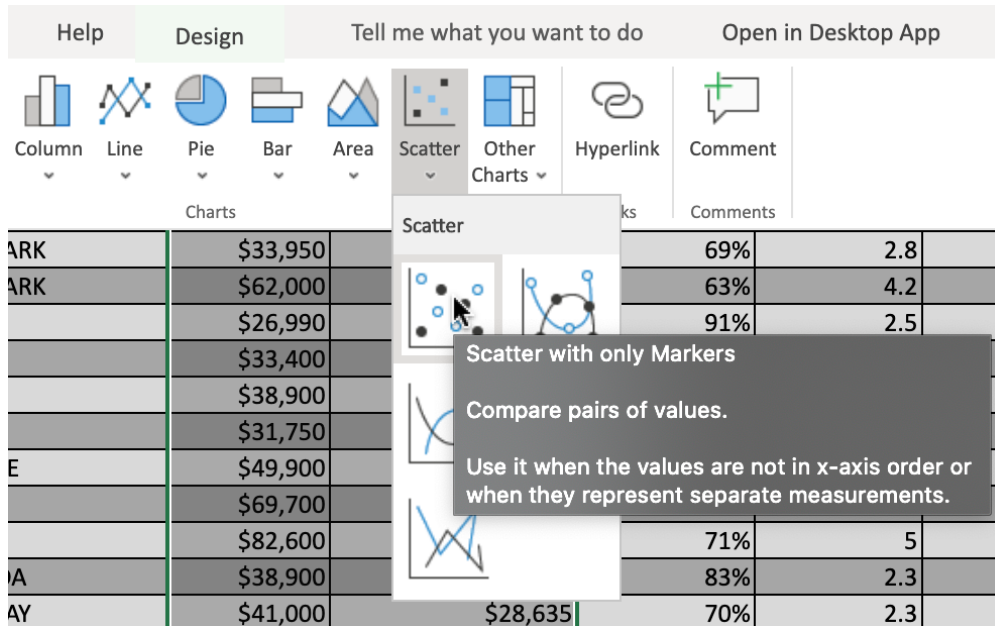 Help Design Tell me what you want to do Open in Desktop App
Column Line Pie Bar Area Scatter Other Charts Hyperlink Comment
Charts ks Comments
Scatter
ARK $33,950 69% 2.8
ARK $62,000 63% 4.2
$26,990 91% 2.5
$33,400
Scatter with only Markers
$38,900
Compare pairs of values.
$31,750
E $49,900
Use it when the values are not in x-axis order or
when they represent separate measurements.
$69,700
$82,600 71% 5
DA $38,900 83% 2.3
AY $41,000 $28,635 70% 2.3